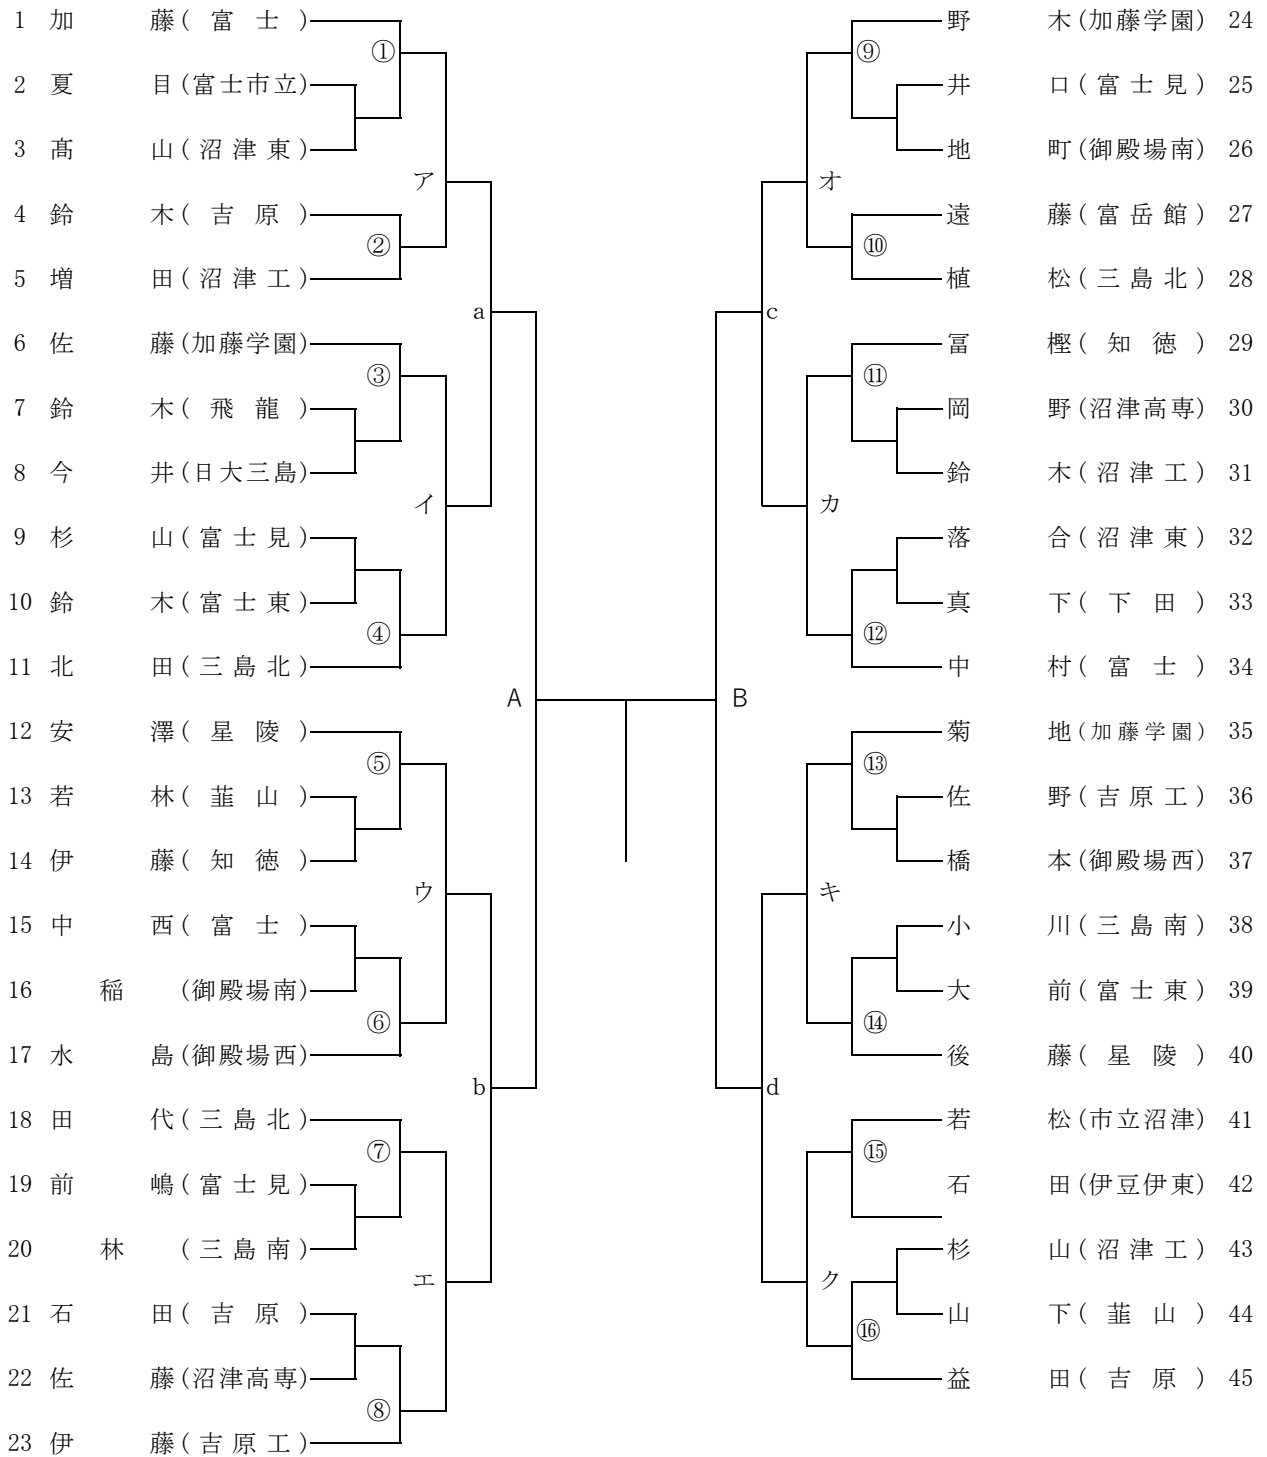 1 加藤(富士) 野木(加藤学園) 24
① ⑨
2 夏目(富士市立) 井口(富士見) 25
3 髙山(沼津東) 地町(御殿場南) 26
ア オ
4 鈴木(吉原) 遠藤(富岳館) 27
② ⑩
5 増田(沼津工) 植松(三島北) 28
a c
6 佐藤(加藤学園) 冨樫(知徳) 29
③ ⑪
7 鈴木(飛龍) 岡野(沼津高専) 30
8 今井(日大三島) 鈴木(沼津工) 31
イ カ
9 杉山(富士見) 落合(沼津東) 32
10 鈴木(富士東) 真下(下田) 33
④ ⑫
11 北田(三島北) 中村(富士) 34
A B
12 安澤(星陵) 菊地(加藤学園) 35
⑤ ⑬
13 若林(韮山) 佐野(吉原工) 36
14 伊藤(知徳) 橋本(御殿場西) 37
ウ キ
15 中西(富士) 小川(三島南) 38
16 稲(御殿場南) 大前(富士東) 39
⑥ ⑭
17 水島(御殿場西) 後藤(星陵) 40
b d
18 田代(三島北) 若松(市立沼津) 41
⑦ ⑮
19 前嶋(富士見) 石田(伊豆伊東) 42
20 林(三島南) 杉山(沼津工) 43
エ ク
21 石田(吉原) 山下(韮山) 44
⑯
22 佐藤(沼津高専) 益田(吉原) 45
⑧
23 伊藤(吉原工)